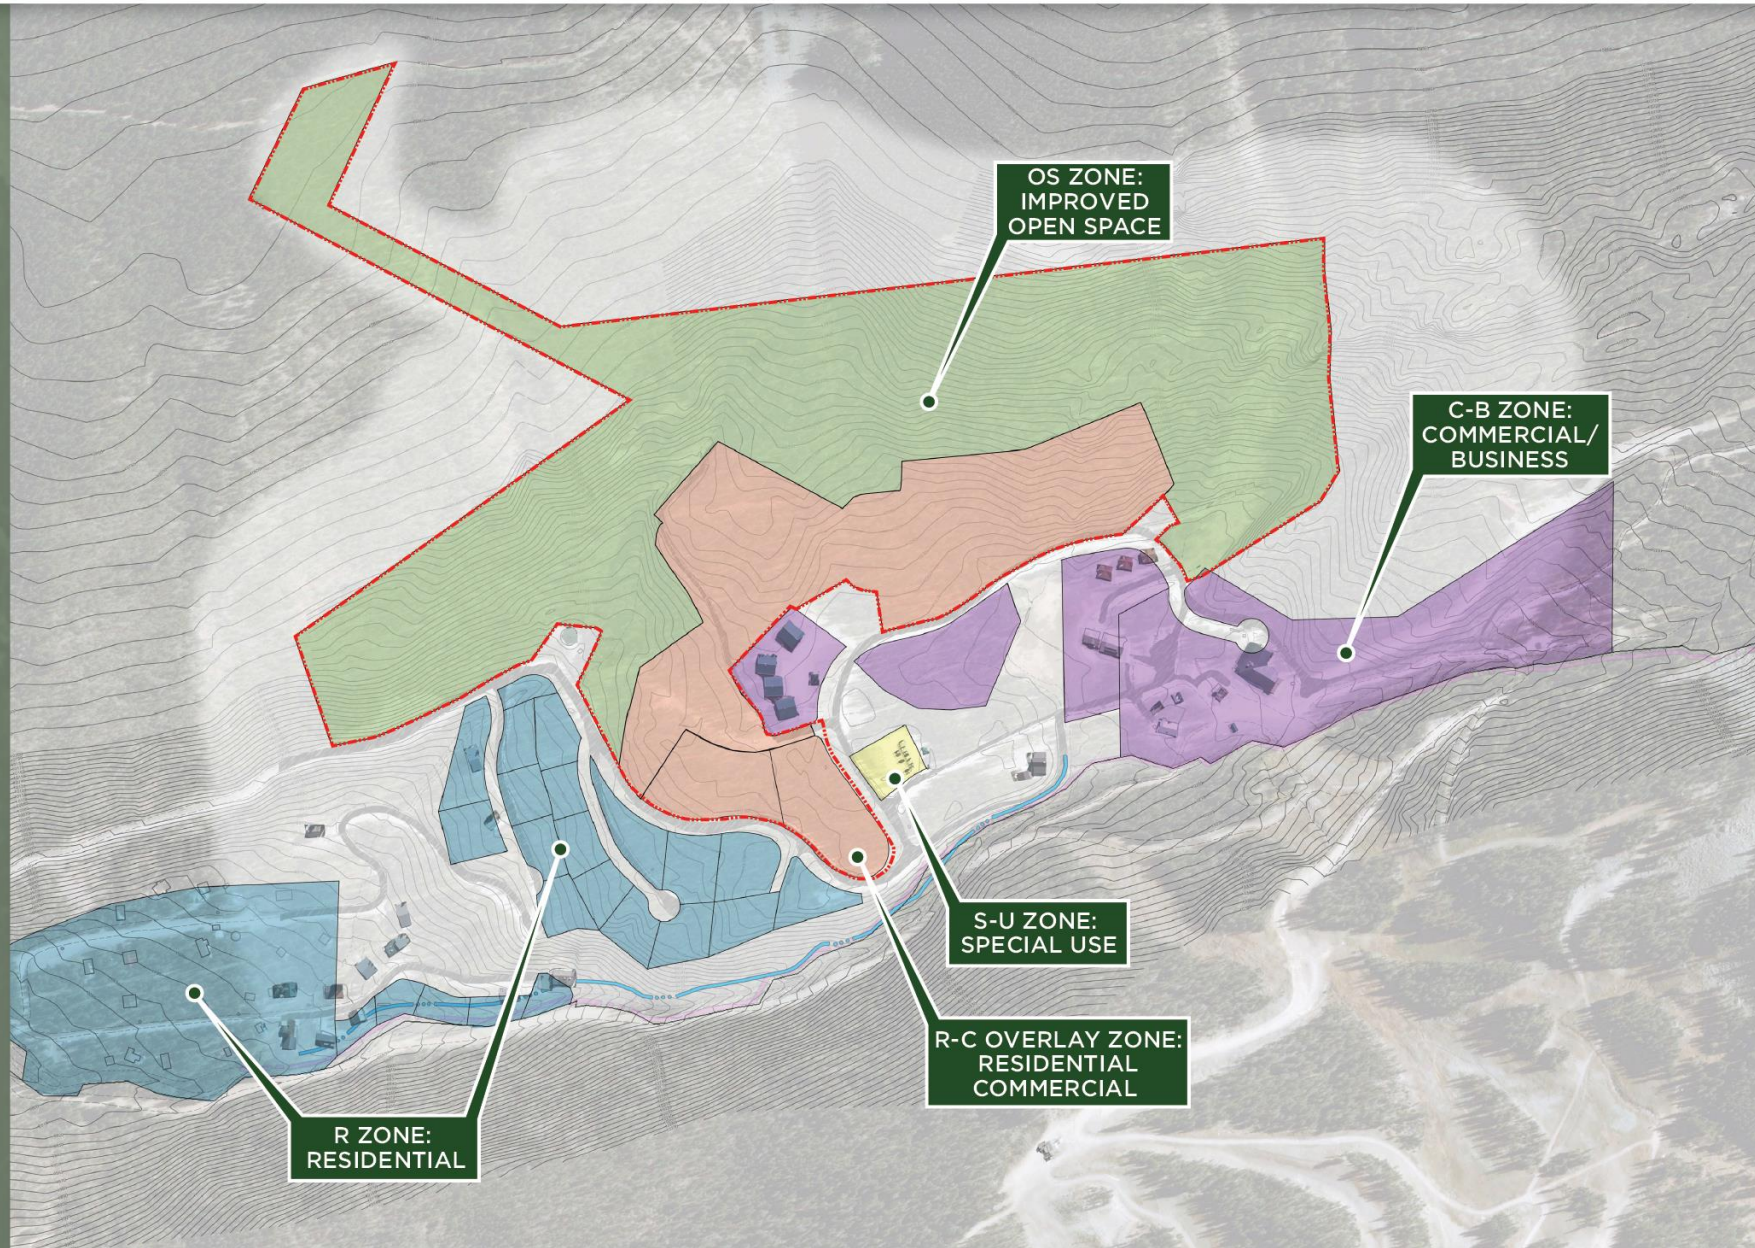 OS ZONE:
IMPROVED
OPEN SPACE
C-B ZONE:
COMMERCIAL/
BUSINESS
S-U ZONE:
SPECIAL USE
R-C OVERLAY ZONE:
RESIDENTIAL
COMMERCIAL
R ZONE:
RESIDENTIAL